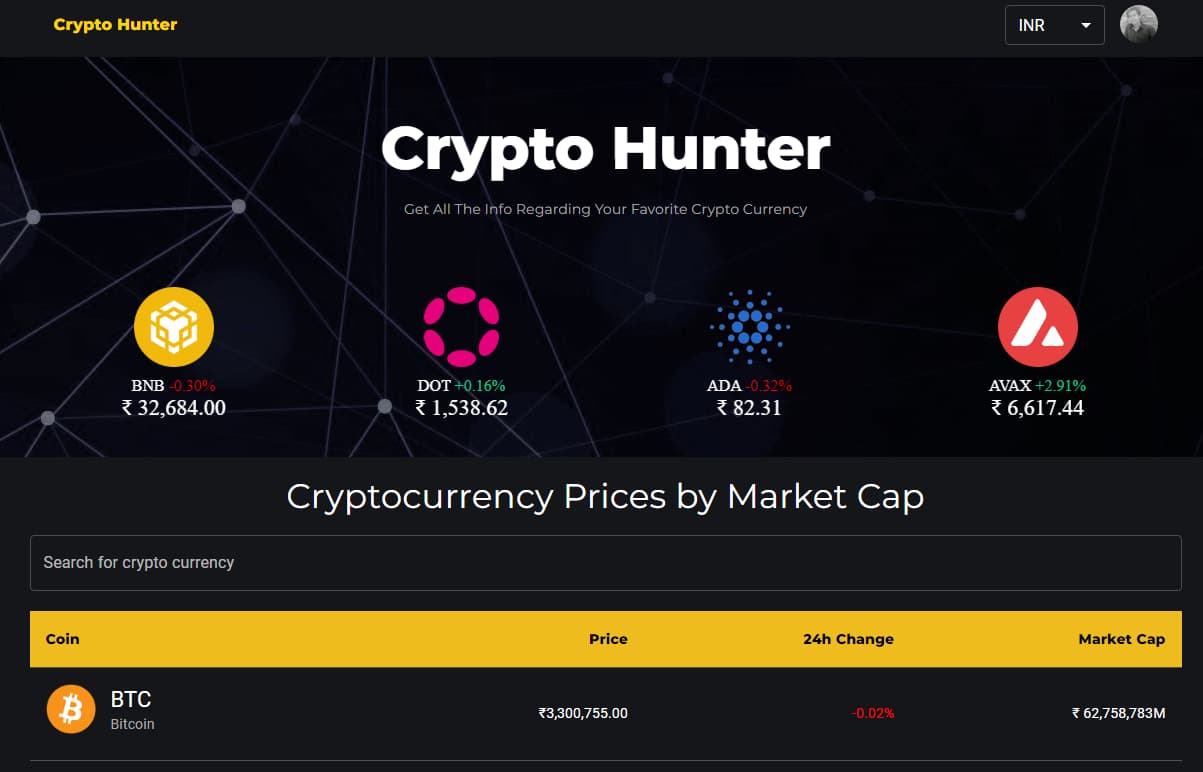 Crypto Hunter
INR
Crypto Hunter
Get All The Info Regarding Your Favorite Crypto Currency
BNB -0.30%
₹ 32,684.00
DOT +0.16%
₹ 1,538.62
ADA -0.32%
₹ 82.31
AVAX +2.91%
₹ 6,617.44
Cryptocurrency Prices by Market Cap
Search for crypto currency
Coin Price 24h Change Market Cap
BTC
Bitcoin
₹3,300,755.00 -0.02% ₹ 62,758,783M